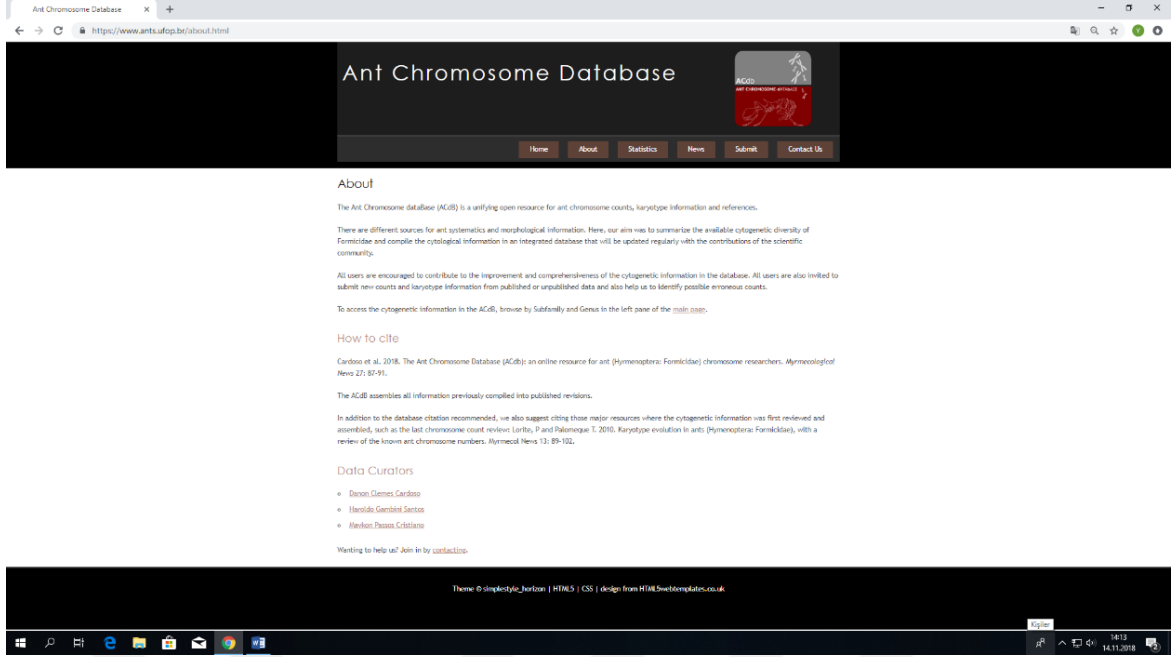 Ant Chromosome Database
https://www.ants.ufop.br/about.html
Ant Chromosome Database
ACdb
ANT CHROMOSOME DATABASE
Home About Statistics News Submit Contact Us
About
The Ant Chromosome dataBase (ACdB) is a unifying open resource for ant chromosome counts, karyotype information and references.
There are different sources for ant systematics and morphological information. Here, our aim was to summarize the available cytogenetic diversity of
Formicidae and compile the cytological information in an integrated database that will be updated regularly with the contributions of the scientific
community.
All users are encouraged to contribute to the improvement and comprehensiveness of the cytogenetic information in the database. All users are also invited to
submit new counts and karyotype information from published or unpublished data and also help us to identify possible erroneous counts.
To access the cytogenetic information in the ACdB, browse by Subfamily and Genus in the left pane of the main page.
How to cite
Cardoso et al. 2018. The Ant Chromosome Database (ACdb): an online resource for ant (Hyrmenoptera: Formicidae) chromosome researchers. Myrmecological
News 27: 87-91.
The ACdB assembles all information previously compiled into published revisions.
In addition to the database citation recommended, we also suggest citing those major resources where the cytogenetic information was first reviewed and
assembled, such as the last chromosome count review: Lorite, P and Palomeque T. 2010. Karyotype evolution in ants (Hymenoptera: Formicidae), with a
review of the known ant chromosome numbers. Myrmecol News 13: 89-102.
Data Curators
Danon Clemes Cardoso
Haroldo Gambini Santos
Maykon Passos Cristiano
Wanting to help us? Join in by contacting.
Theme © simplestyle_horizon | HTML5 | CSS | design from HTML5webtemplates.co.uk
Kişiler
14:13
14.11.2018